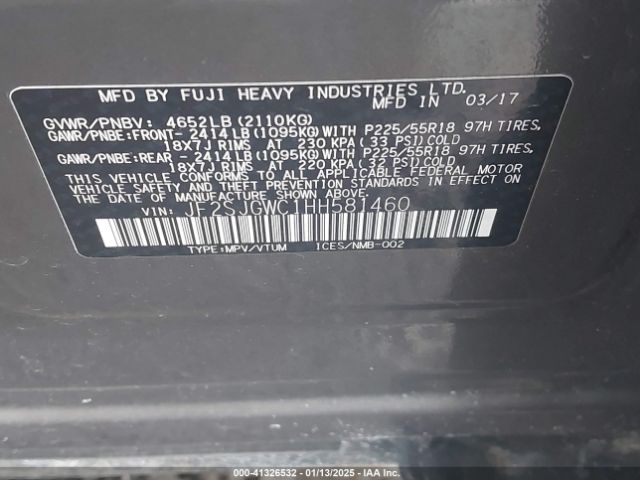 MFD BY FUJI HEAVY INDUSTRIES LTD.
MFD IN 03/17
GVWR/PNBV: 4652LB (2110KG)
GAWR/PNBE:FRONT- 2414LB(1095KG)WITH P225/55R18 97H TIRES,
18X7J RIMS AT 230 KPA(33 PSI)COLD
GAWR/PNBE:REAR - 2414LB(1095KG)WITH P225/55R18 97H TIRES,
18X7J RIMS AT 220 KPA(32 PSI)COLD
THIS VEHICLE CONFORMS TO ALL APPLICABLE FEDERAL MOTOR
VEHICLE SAFETY AND THEFT PREVENTION STANDARDS IN EFFECT ON
THE DATE OF MANUFACTURE SHOWN ABOVE.
VIN: JF2SJGWC1HH581460
TYPE:MPV/VTUM ICES/NMB-002
000-41326532 - 01/13/2025 - IAA Inc.